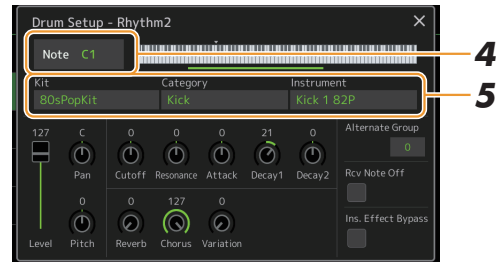 Drum Setup - Rhythm2 ×
Note C1
4
Kit Category Instrument
80sPopKit Kick Kick 1 82P
5
127 C 0 0 0 21 0 Alternate Group
0
Pan Cutoff Resonance Attack Decay1 Decay2 Rcv Note Off
0 0 127 0 Ins. Effect Bypass
Level Pitch Reverb Chorus Variation